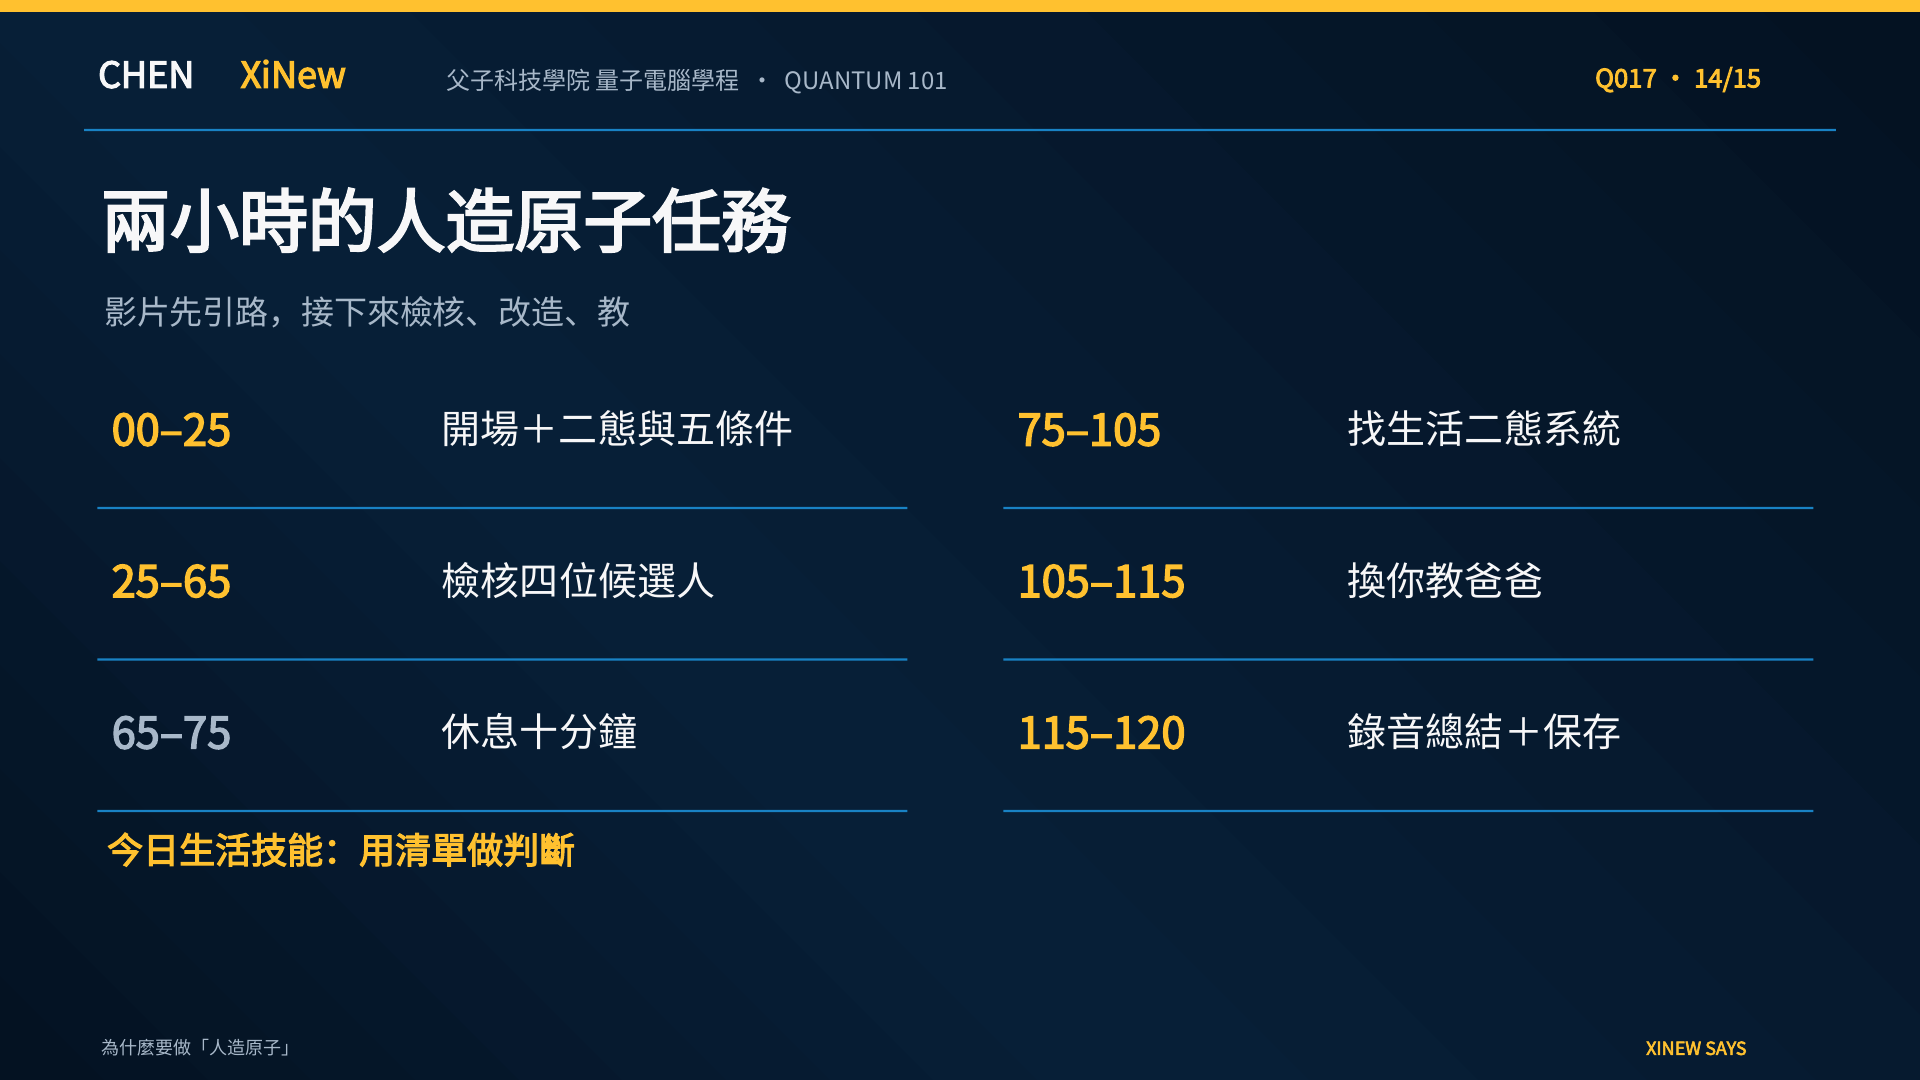 CHEN XiNew 父子科技學院 量子電腦學程 • QUANTUM 101 Q017 • 14/15
兩小時的人造原子任務
影片先引路，接下來檢核、改造、教
00–25 開場＋二態與五條件
25–65 檢核四位候選人
65–75 休息十分鐘
75–105 找生活二態系統
105–115 換你教爸爸
115–120 錄音總結＋保存
今日生活技能：用清單做判斷
為什麼要做「人造原子」
XINEW SAYS